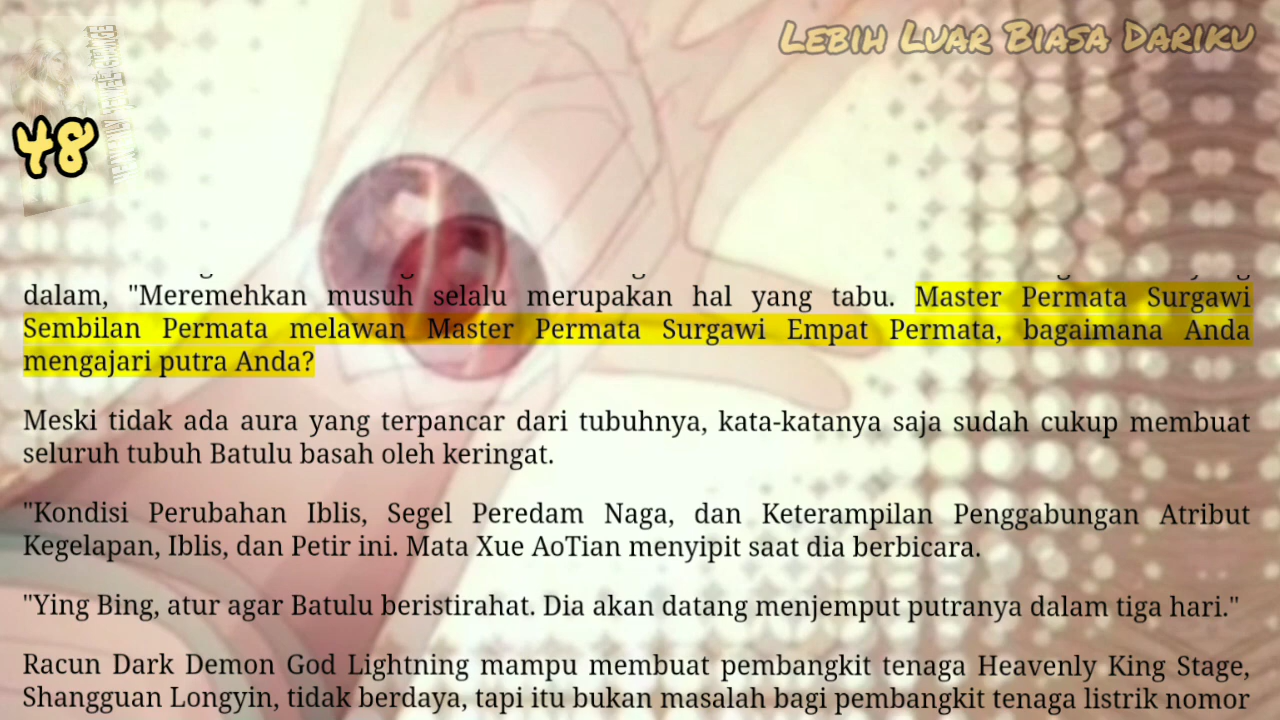 Lebih Luar Biasa Dariku
48
dalam, "Meremehkan musuh selalu merupakan hal yang tabu. Master Permata Surgawi
Sembilan Permata melawan Master Permata Surgawi Empat Permata, bagaimana Anda
mengajari putra Anda?
Meski tidak ada aura yang terpancar dari tubuhnya, kata-katanya saja sudah cukup membuat
seluruh tubuh Batulu basah oleh keringat.
"Kondisi Perubahan Iblis, Segel Peredam Naga, dan Keterampilan Penggabungan Atribut
Kegelapan, Iblis, dan Petir ini. Mata Xue AoTian menyipit saat dia berbicara.
"Ying Bing, atur agar Batulu beristirahat. Dia akan datang menjemput putranya dalam tiga hari."
Racun Dark Demon God Lightning mampu membuat pembangkit tenaga Heavenly King Stage,
Shangguan Longyin, tidak berdaya, tapi itu bukan masalah bagi pembangkit tenaga listrik nomor